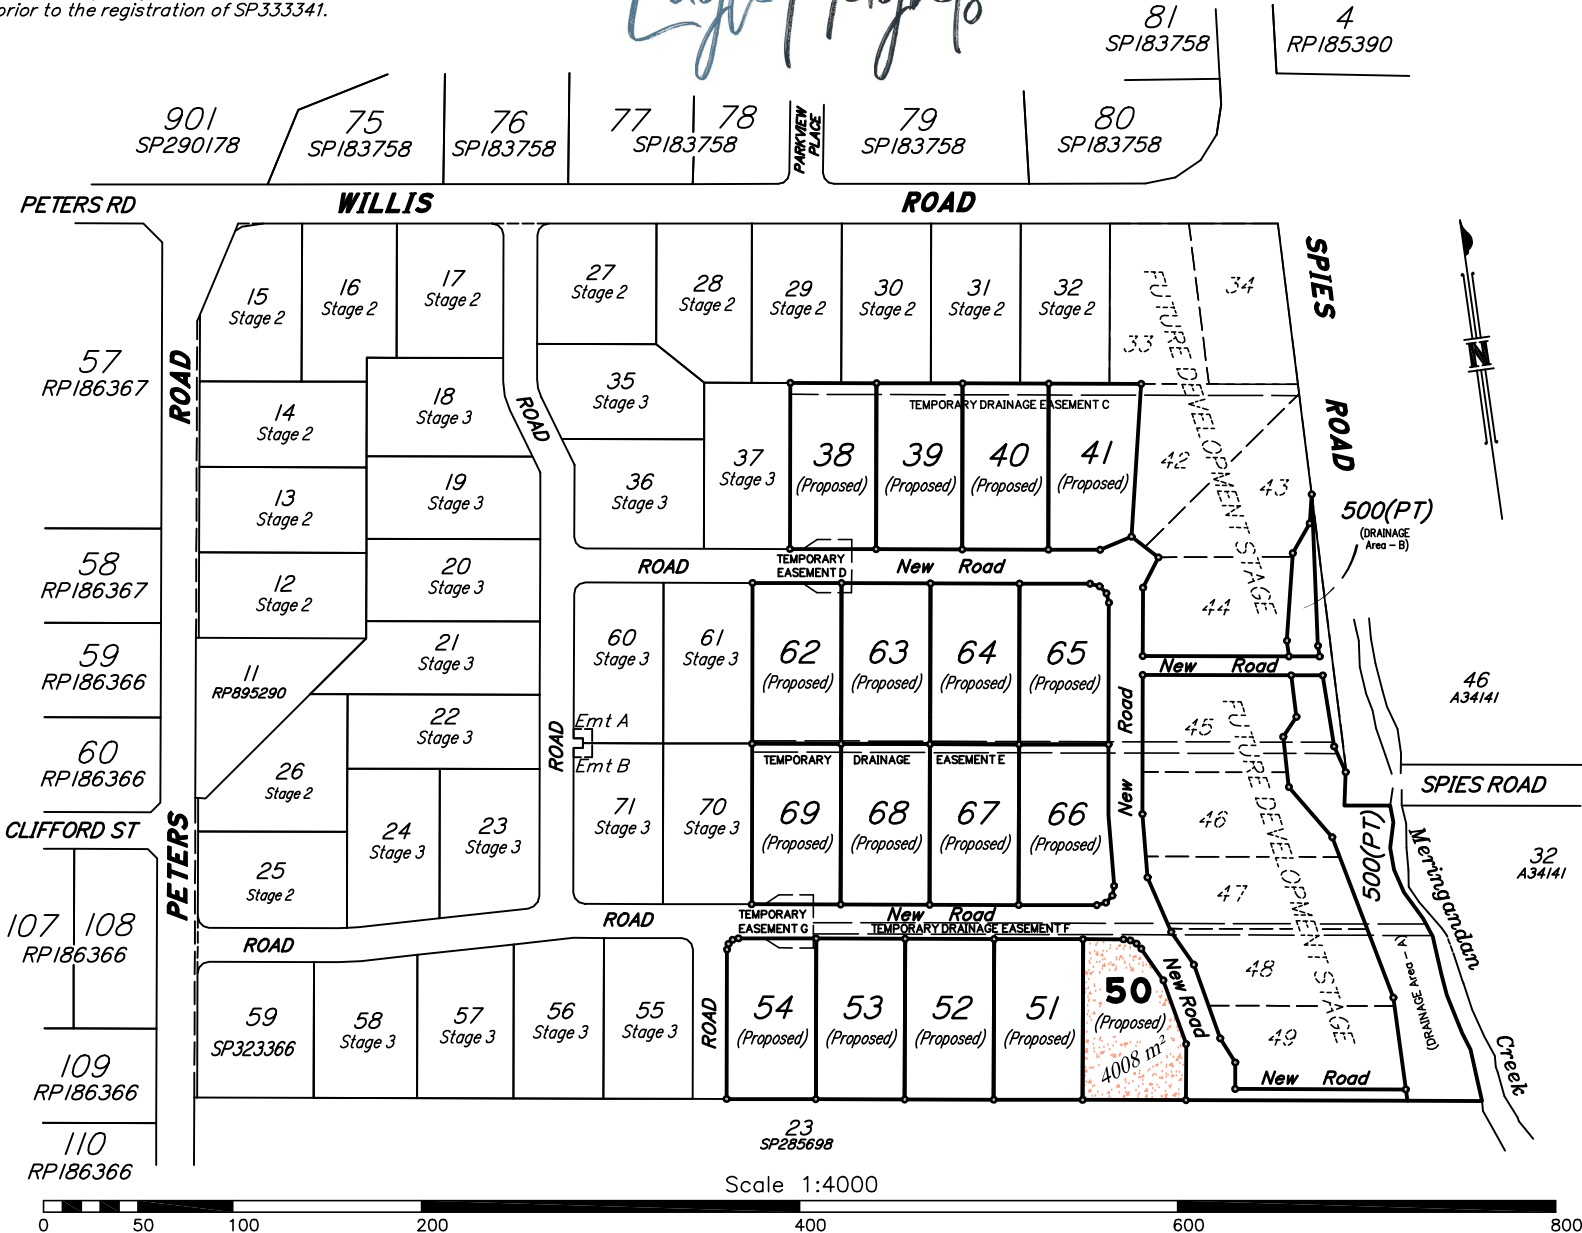 prior to the registration of SP333341.
81
SP183758
4
RP185390
901
SP290178
75
SP183758
76
SP183758
77
78
SP183758
PARKVIEW
PLACE
79
SP183758
80
SP183758
PETERS RD
WILLIS
ROAD
SPIES
ROAD
15
Stage 2
16
Stage 2
17
Stage 2
27
Stage 2
28
Stage 2
29
Stage 2
30
Stage 2
31
Stage 2
32
Stage 2
33
34
FUTURE DEVELOPMENT STAGE
N
57
RP186367
ROAD
14
Stage 2
18
Stage 3
ROAD
35
Stage 3
TEMPORARY DRAINAGE EASEMENT C
13
Stage 2
19
Stage 3
36
Stage 3
37
Stage 3
38
(Proposed)
39
(Proposed)
40
(Proposed)
41
(Proposed)
42
43
500(PT)
(DRAINAGE
Area - B)
58
RP186367
12
Stage 2
20
Stage 3
ROAD
TEMPORARY
EASEMENT D
New Road
44
59
RP186366
11
RP895290
21
Stage 3
60
Stage 3
61
Stage 3
62
(Proposed)
63
(Proposed)
64
(Proposed)
65
(Proposed)
New Road
New Road
46
A34141
60
RP186366
22
Stage 3
ROAD
Emt A
Emt B
45
FUTURE DEVELOPMENT STAGE
TEMPORARY DRAINAGE EASEMENT E
SPIES ROAD
26
Stage 2
CLIFFORD ST
PETERS
24
Stage 3
23
Stage 3
71
Stage 3
70
Stage 3
69
(Proposed)
68
(Proposed)
67
(Proposed)
66
(Proposed)
46
500(PT)
Meringandan
32
A34141
25
Stage 2
47
107
108
RP186366
ROAD
ROAD
TEMPORARY
EASEMENT G
New Road
TEMPORARY DRAINAGE EASEMENT F
48
(DRAINAGE Area - A)
59
SP323366
58
Stage 3
57
Stage 3
56
Stage 3
55
Stage 3
ROAD
54
(Proposed)
53
(Proposed)
52
(Proposed)
51
(Proposed)
50
(Proposed)
4008 m²
New Road
49
New Road
Creek
109
RP186366
110
RP186366
23
SP285698
Scale 1:4000
0 50 100 200 400 600 800